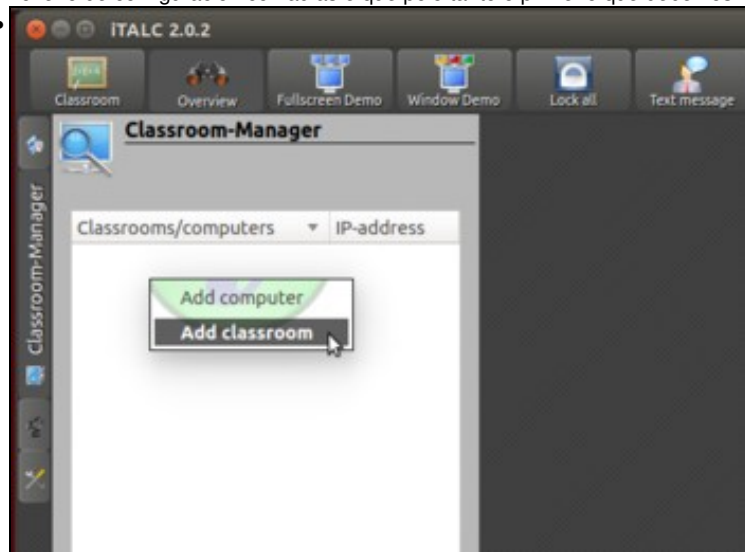 iTALC 2.0.2
Classroom Overview Fullscreen Demo Window Demo Lock all Text message
Classroom-Manager
Classroom-Manager
Classrooms/computers IP-address
Add computer
Add classroom